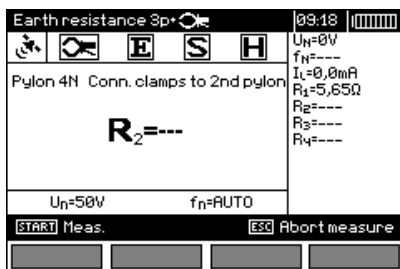 Earth resistance 3p+ 09:18
E S H
Pylon 4N Conn. clamps to 2nd pylon
R₂=---
Un=50V fn=AUTO
UN=0V
fN=---
IL=0,0mA
R1=5,65Ω
R2=---
R3=---
R4=---
START Meas. ESC Abort measure